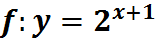 f: y = 2^{x+1}